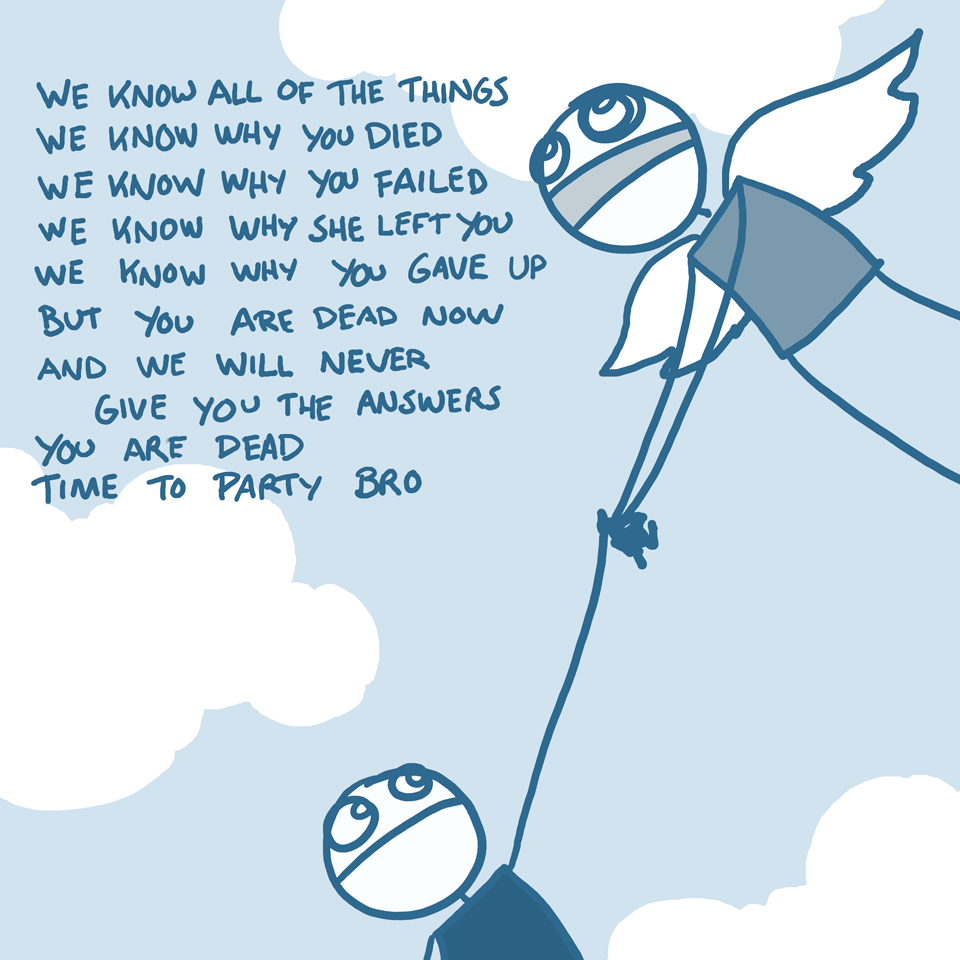 WE KNOW ALL OF THE THINGS
WE KNOW WHY YOU DIED
WE KNOW WHY YOU FAILED
WE KNOW WHY SHE LEFT YOU
WE KNOW WHY YOU GAVE UP
BUT YOU ARE DEAD NOW
AND WE WILL NEVER
GIVE YOU THE ANSWERS
YOU ARE DEAD
TIME TO PARTY BRO